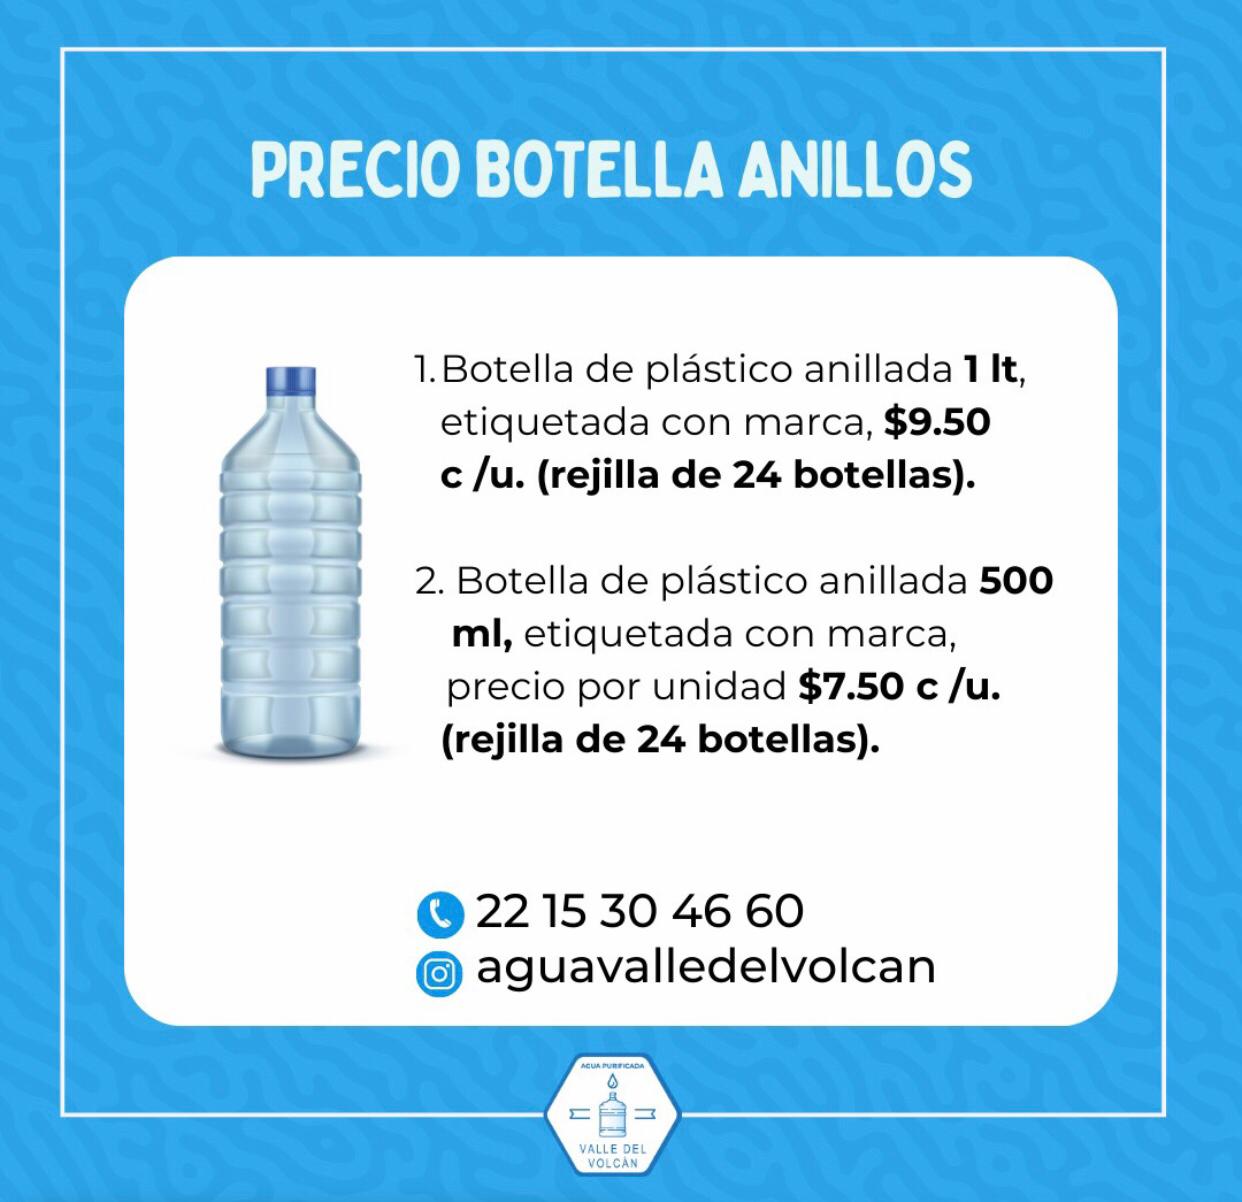 PRECIO BOTELLA ANILLOS
1. Botella de plástico anillada 1 lt,
etiquetada con marca, $9.50
c /u. (rejilla de 24 botellas).
2. Botella de plástico anillada 500
ml, etiquetada con marca,
precio por unidad $7.50 c /u.
(rejilla de 24 botellas).
22 15 30 46 60
aguavalledelvolcan
AGUA PURIFICADA
VALLE DEL
VOLCÁN